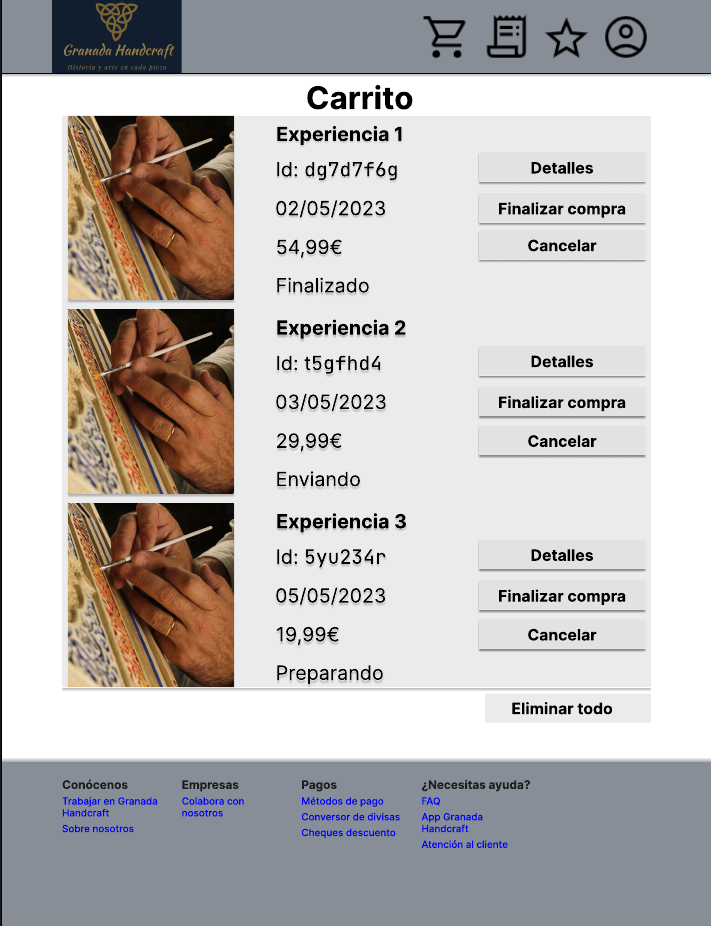 Granada Handcraft
Historia y arte en cada pieza
Carrito
Experiencia 1
Id: dg7d7f6g
02/05/2023
54,99€
Finalizado
Detalles
Finalizar compra
Cancelar
Experiencia 2
Id: t5gfhd4
03/05/2023
29,99€
Enviando
Detalles
Finalizar compra
Cancelar
Experiencia 3
Id: 5yu234r
05/05/2023
19,99€
Preparando
Detalles
Finalizar compra
Cancelar
Eliminar todo
Conócenos
Trabajar en Granada
Handcraft
Sobre nosotros
Empresas
Colabora con
nosotros
Pagos
Métodos de pago
Conversor de divisas
Cheques descuento
¿Necesitas ayuda?
FAQ
App Granada
Handcraft
Atención al cliente